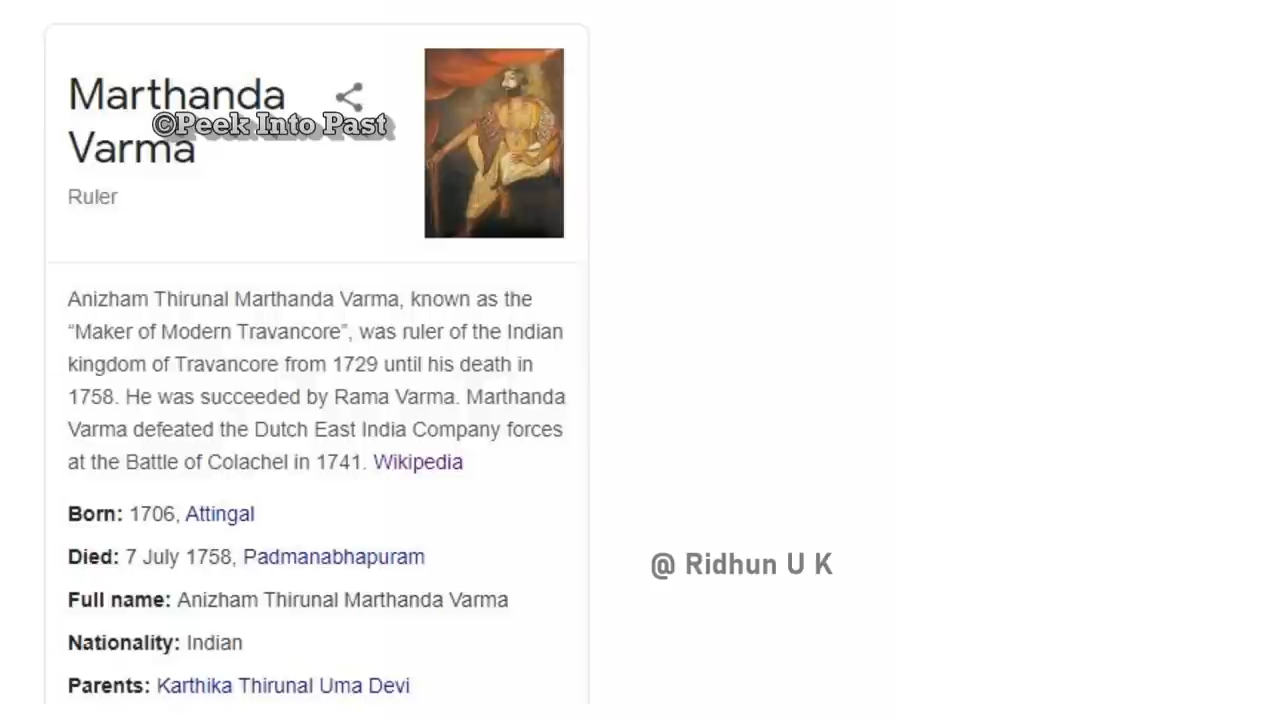 Marthanda
©Peek Into Past
Varma
Ruler
Anizham Thirunal Marthanda Varma, known as the
“Maker of Modern Travancore”, was ruler of the Indian
kingdom of Travancore from 1729 until his death in
1758. He was succeeded by Rama Varma. Marthanda
Varma defeated the Dutch East India Company forces
at the Battle of Colachel in 1741. Wikipedia
Born: 1706, Attingal
Died: 7 July 1758, Padmanabhapuram
@ Ridhun U K
Full name: Anizham Thirunal Marthanda Varma
Nationality: Indian
Parents: Karthika Thirunal Uma Devi